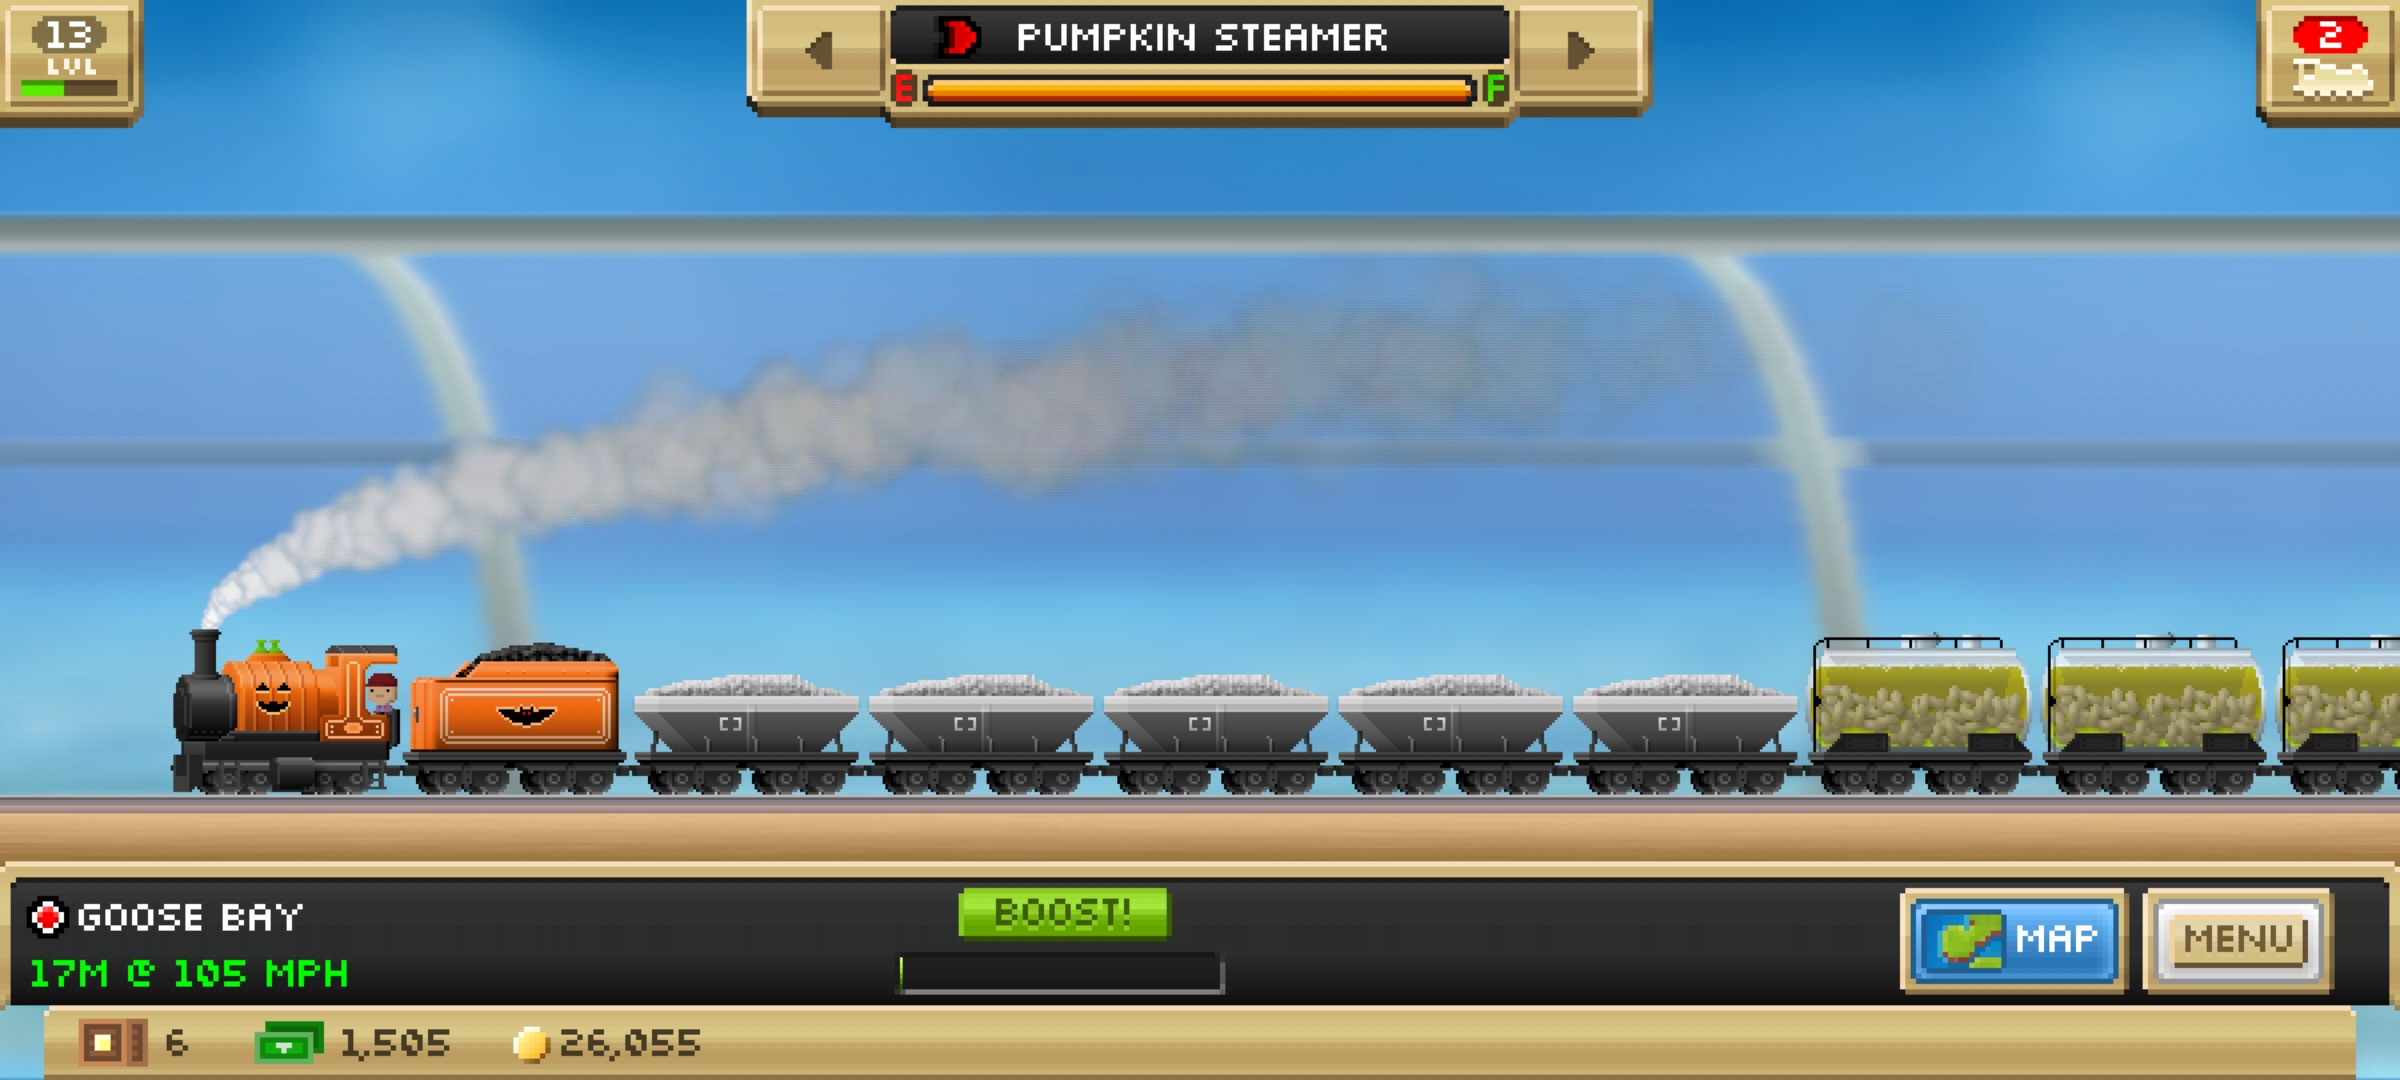 13
LVL
PUMPKIN STEAMER
E F
2
GOOSE BAY
17M @ 105 MPH
BOOST!
MAP
MENU
6 1,505 26,055